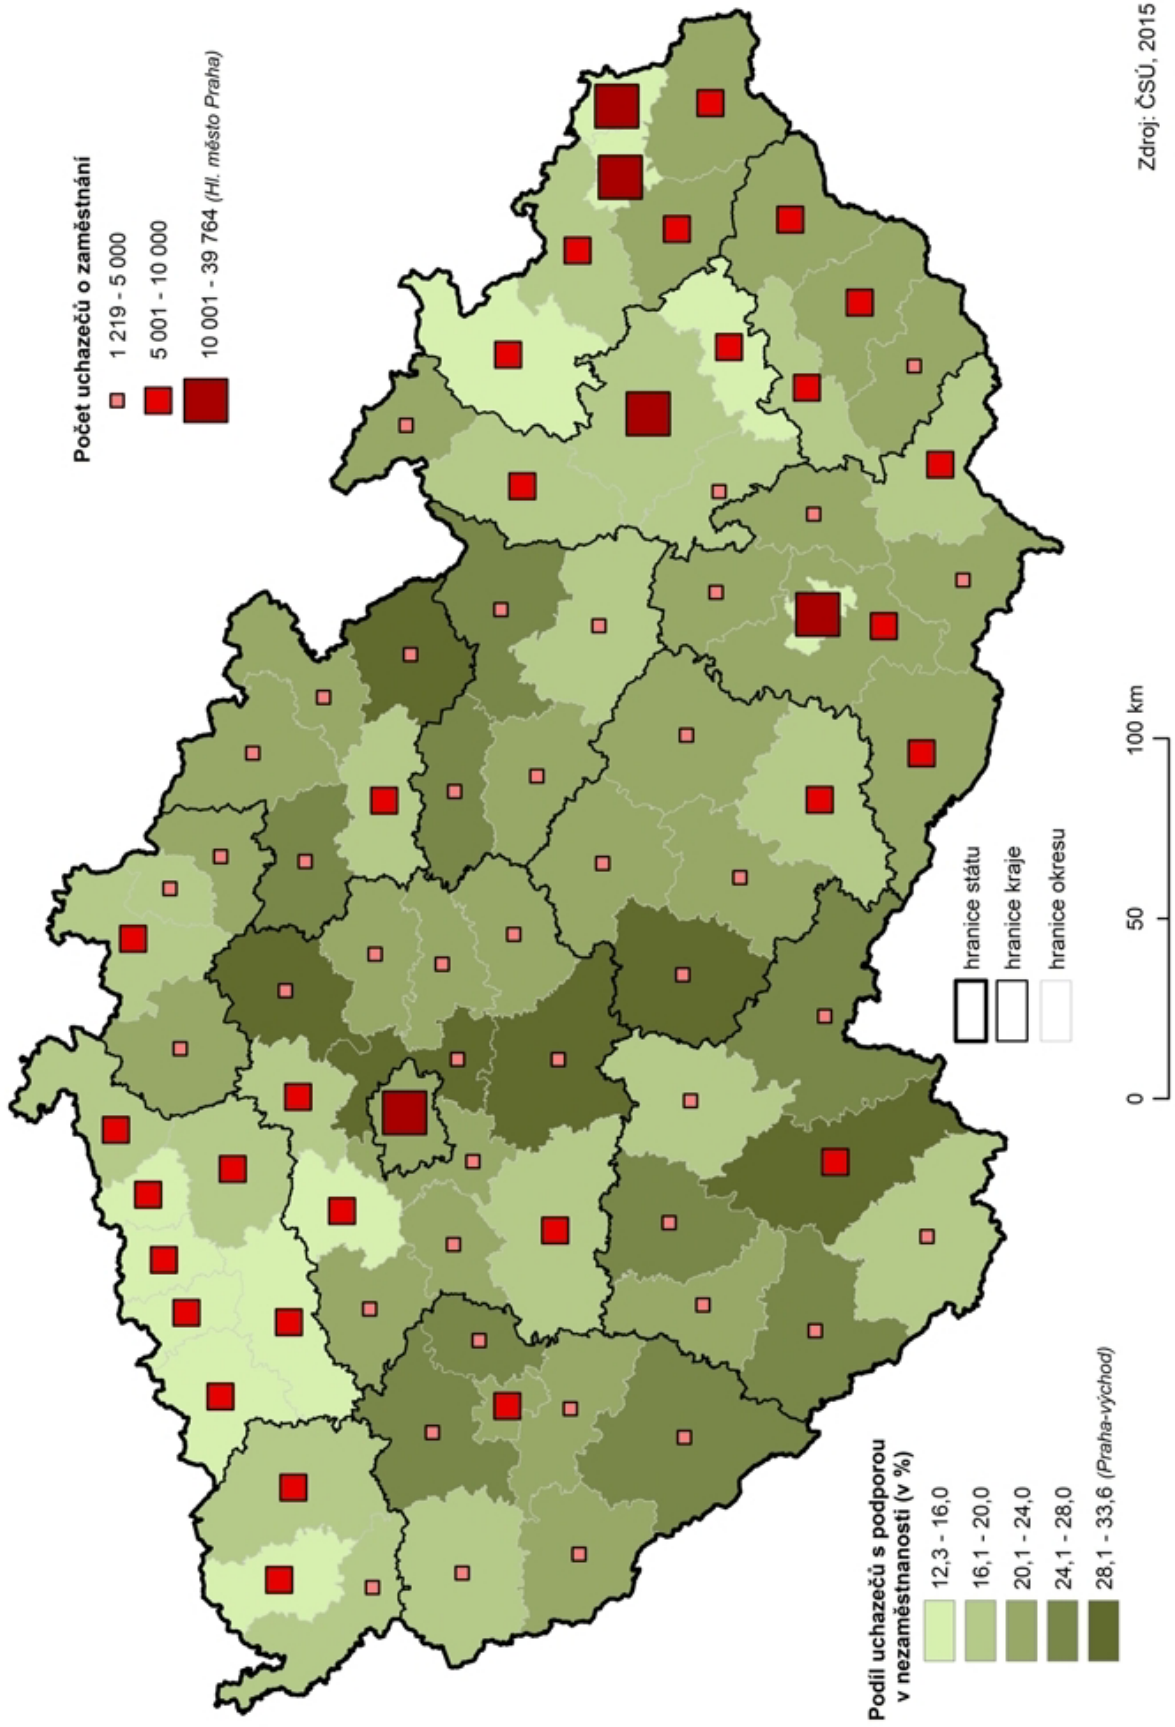 Počet uchazečů o zaměstnání
1 219 - 5 000
5 001 - 10 000
10 001 - 39 764 (Hl. město Praha)
Podíl uchazečů s podporou
v nezaměstnanosti (v %)
12,3 - 16,0
16,1 - 20,0
20,1 - 24,0
24,1 - 28,0
28,1 - 33,6 (Praha-východ)
hranice státu
hranice kraje
hranice okresu
0 50 100 km
Zdroj: ČSÚ, 2015